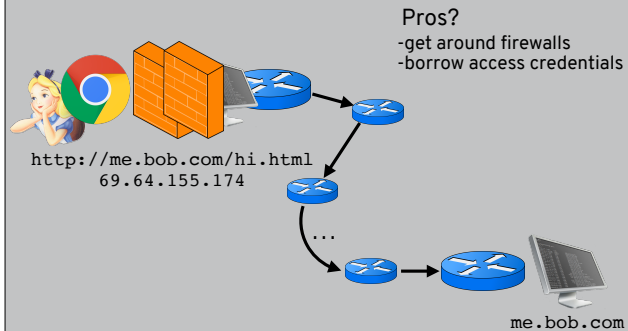 Pros?
-get around firewalls
-borrow access credentials
http://me.bob.com/hi.html
69.64.155.174
...
me.bob.com